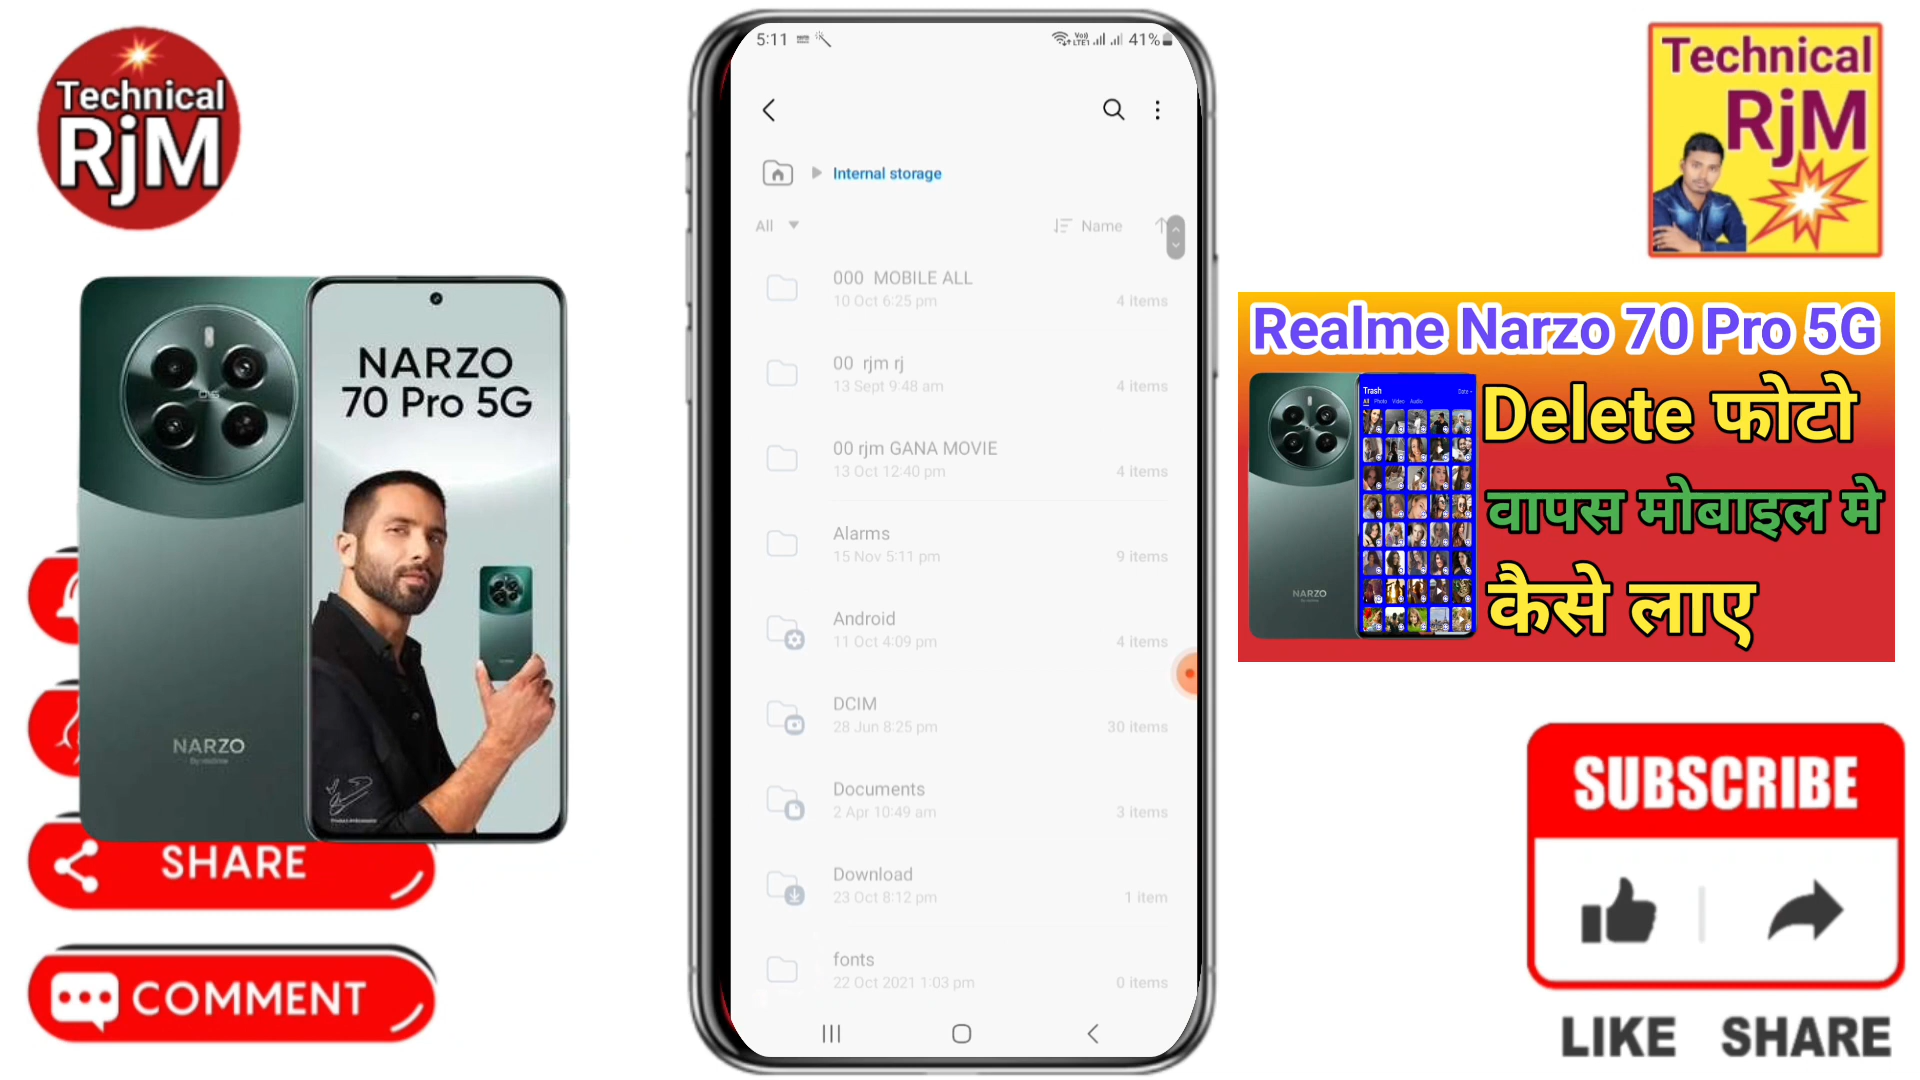 Technical
RjM
NARZO
70 Pro 5G
NARZO
SHARE
COMMENT
5:11
41%
Internal storage
All
Name
000 MOBILE ALL
10 Oct 6:25 pm
4 items
00 rjm rj
13 Sept 9:48 am
4 items
00 rjm GANA MOVIE
13 Oct 12:40 pm
4 items
Alarms
15 Nov 5:11 pm
9 items
Android
11 Oct 4:09 pm
4 items
DCIM
28 Jun 8:25 pm
30 items
Documents
2 Apr 10:49 am
3 items
Download
23 Oct 8:12 pm
1 item
fonts
22 Oct 2021 1:03 pm
0 items
Technical
RjM
Realme Narzo 70 Pro 5G
Trash
Date
All Photo Video Audio
NARZO
Delete फोटो
वापस मोबाइल मे
कैसे लाए
SUBSCRIBE
LIKE SHARE